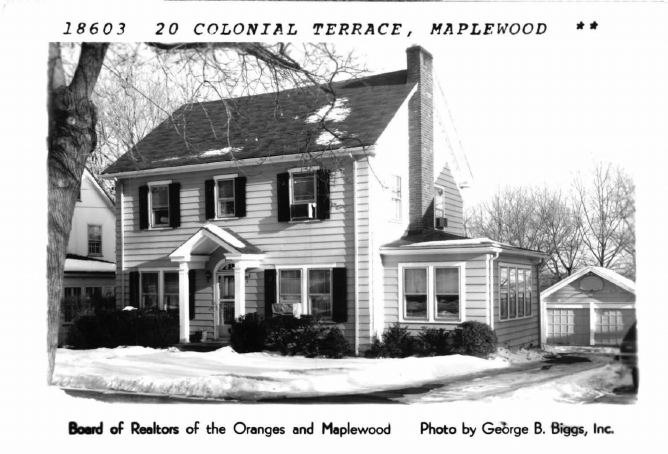 18603 20 COLONIAL TERRACE, MAPLEWOOD **
Board of Realtors of the Oranges and Maplewood Photo by George B. Biggs, Inc.